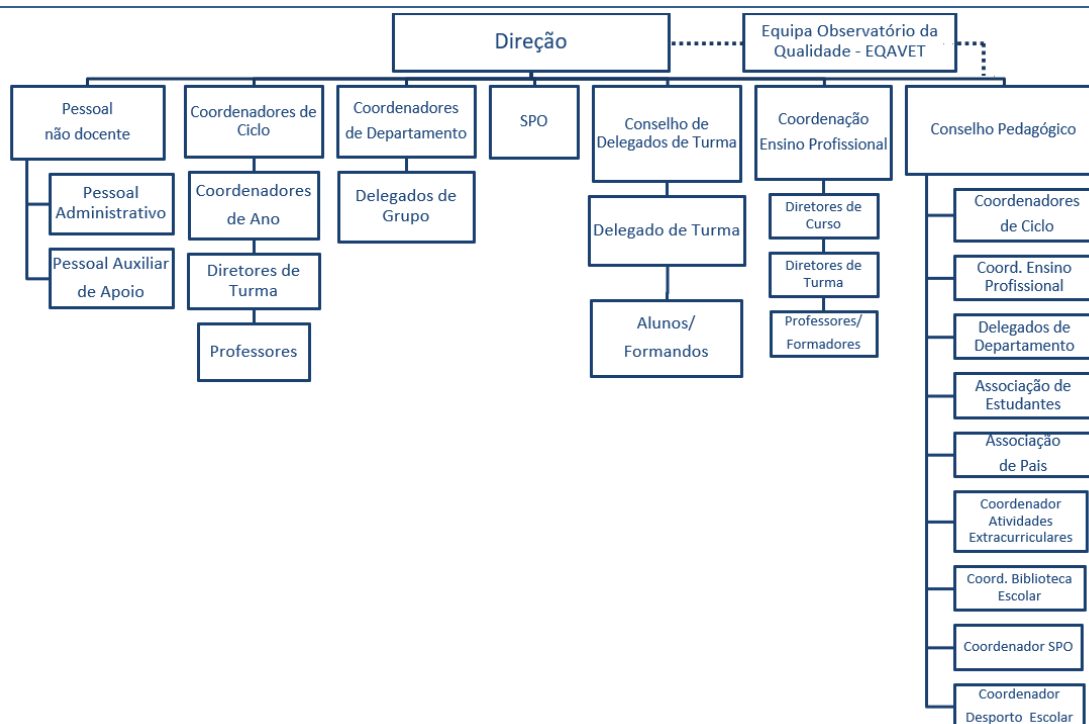 Direção
Equipa Observatório da
Qualidade - EQAVET
Pessoal
não docente
Pessoal
Administrativo
Pessoal Auxiliar
de Apoio
Coordenadores de
Ciclo
Coordenadores
de Ano
Diretores de
Turma
Professores
Coordenadores
de Departamento
Delegados de
Grupo
SPO
Conselho de
Delegados de Turma
Delegado de Turma
Alunos/
Formandos
Coordenação
Ensino Profissional
Diretores de
Curso
Diretores de
Turma
Professores/
Formadores
Conselho Pedagógico
Coordenadores
de Ciclo
Coord. Ensino
Profissional
Delegados de
Departamento
Associação de
Estudantes
Associação
de Pais
Coordenador
Atividades
Extracurriculares
Coord. Biblioteca
Escolar
Coordenador SPO
Coordenador
Desporto Escolar